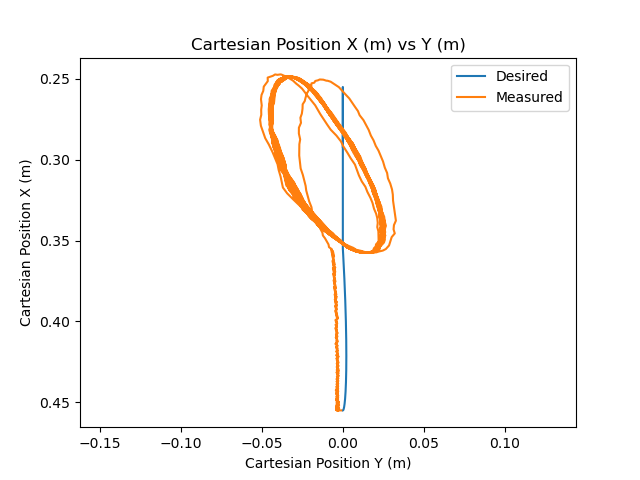 Cartesian Position X (m) vs Y (m)
Desired
Measured
Cartesian Position X (m)
0.25
0.30
0.35
0.40
0.45
−0.15
−0.10
−0.05
0.00
0.05
0.10
Cartesian Position Y (m)